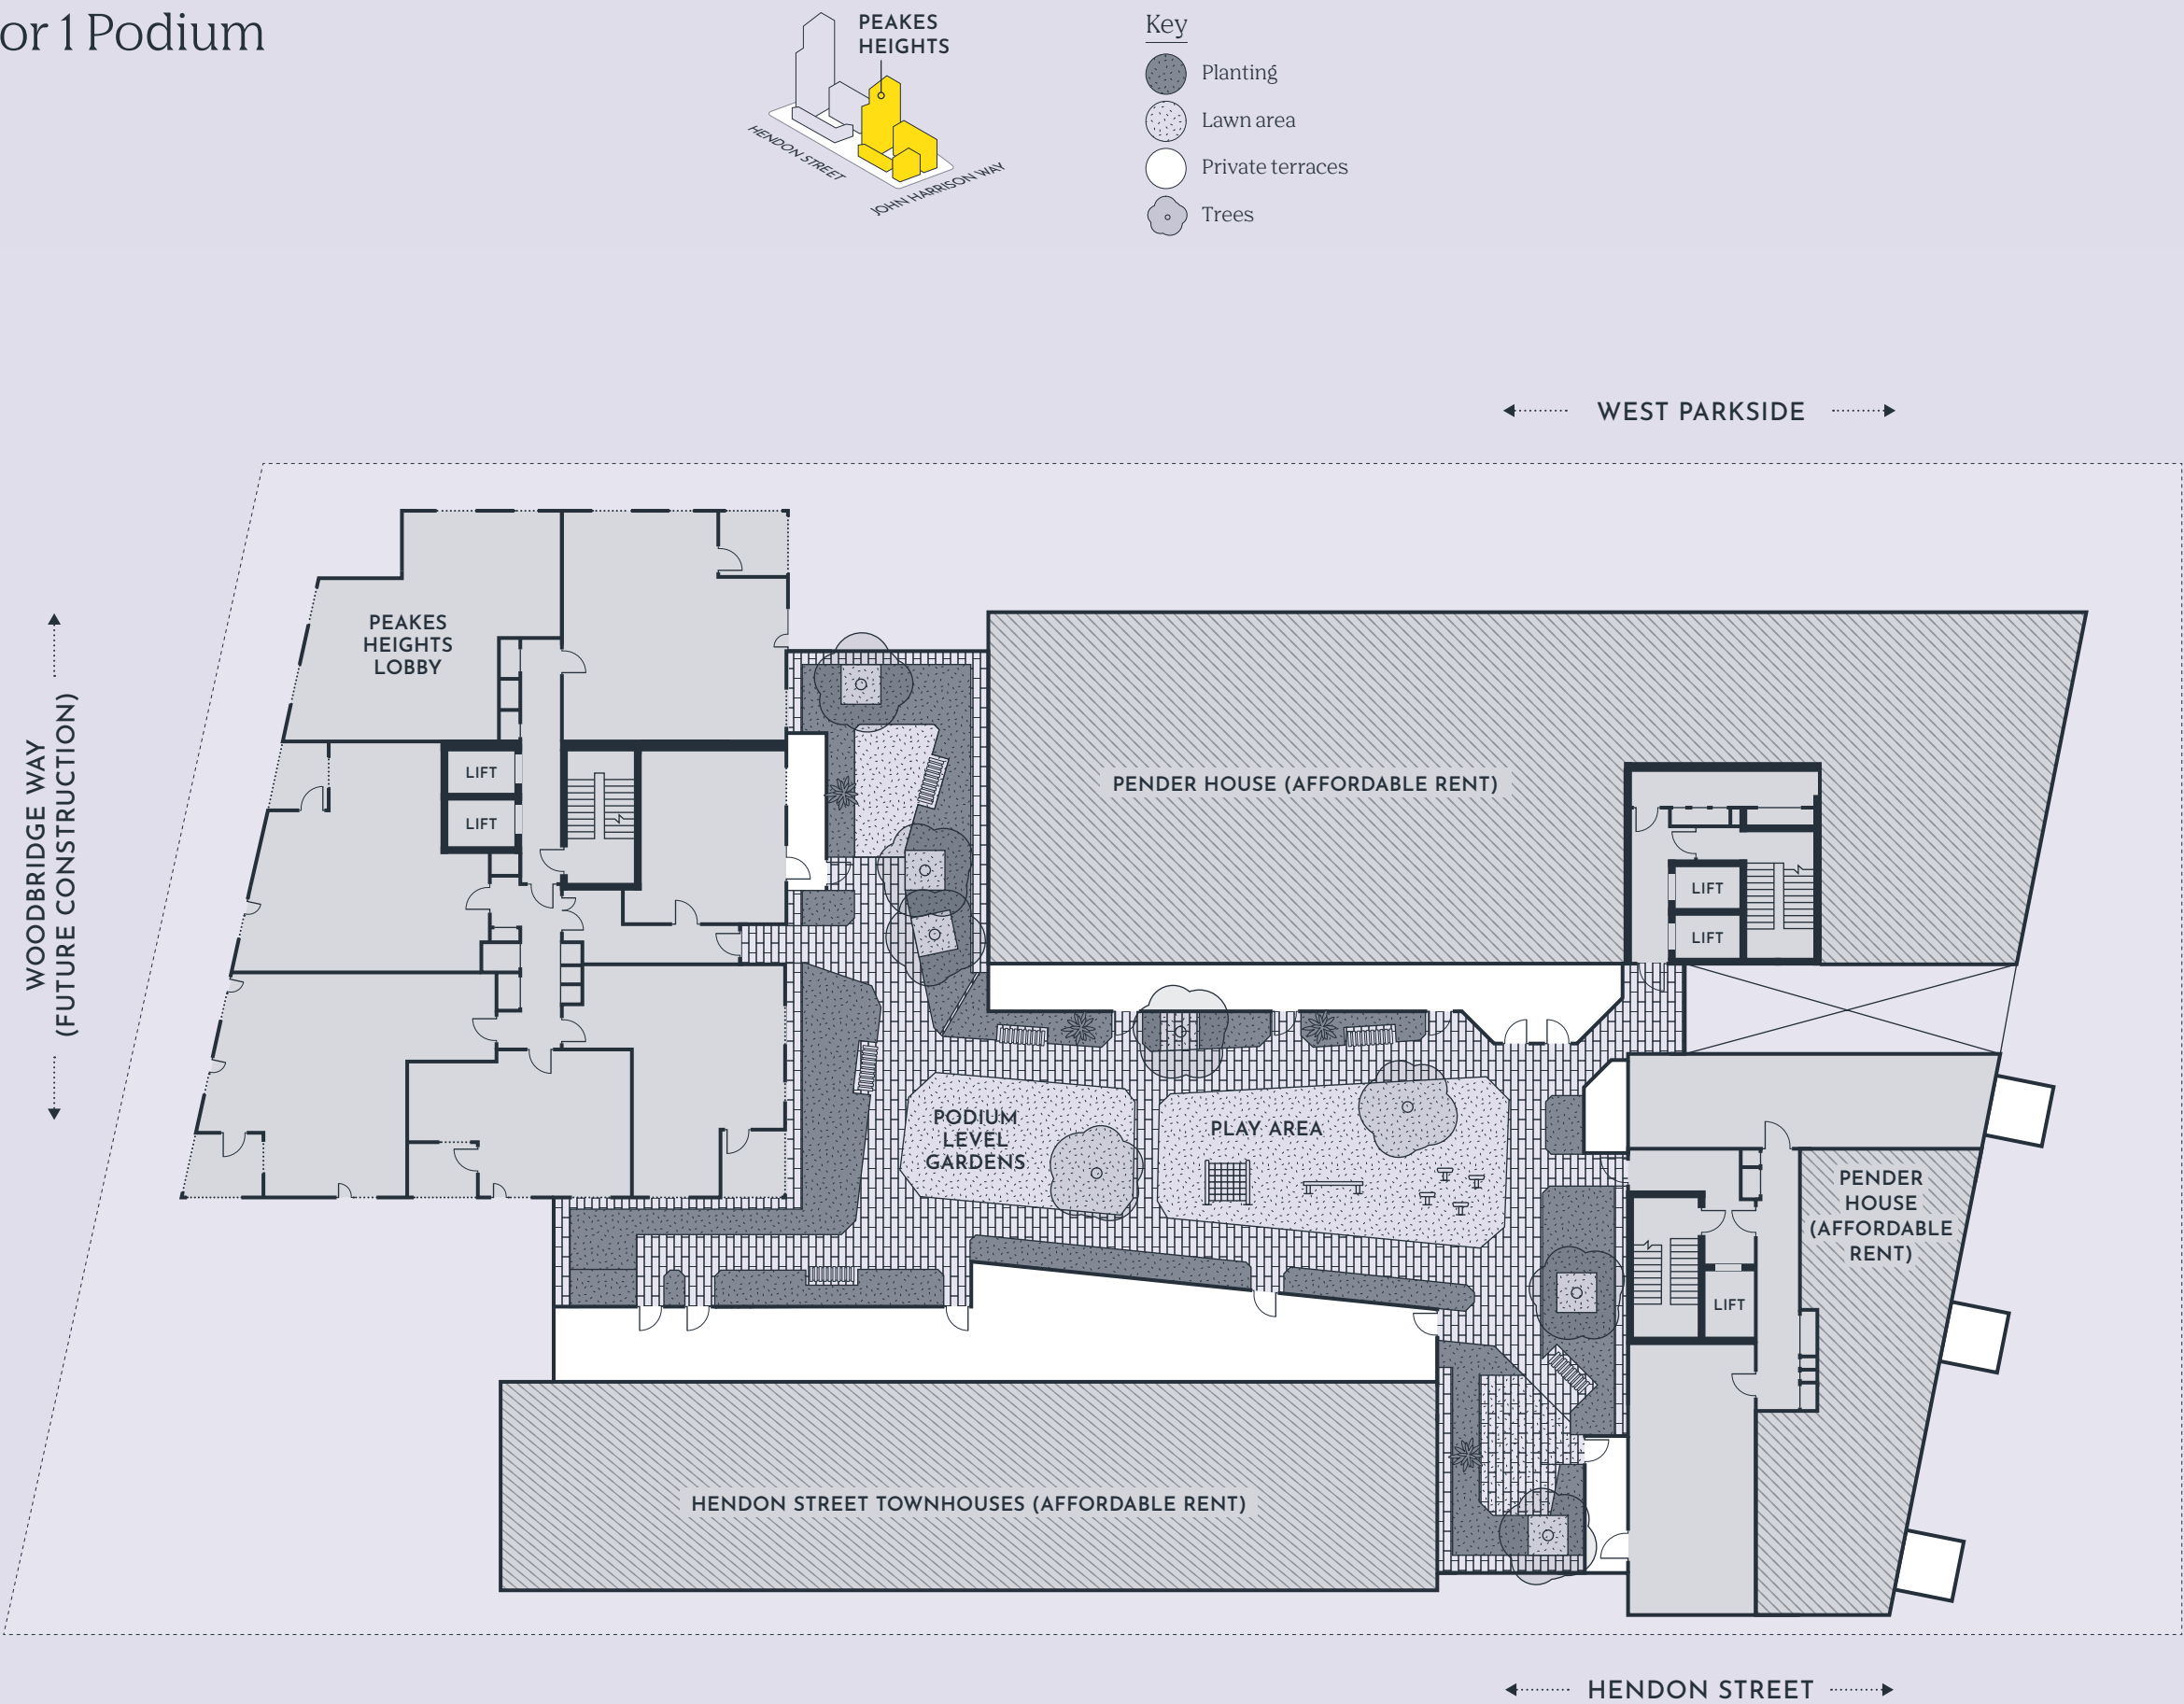 or 1 Podium
PEAKES
HEIGHTS
HENDON STREET
JOHN HARRISON WAY
Key
Planting
Lawn area
Private terraces
Trees
WEST PARKSIDE
WOODBRIDGE WAY
(FUTURE CONSTRUCTION)
PEAKES
HEIGHTS
LOBBY
LIFT
LIFT
PENDER HOUSE (AFFORDABLE RENT)
LIFT
LIFT
PODIUM
LEVEL
GARDENS
PLAY AREA
PENDER
HOUSE
(AFFORDABLE
RENT)
LIFT
HENDON STREET TOWNHOUSES (AFFORDABLE RENT)
HENDON STREET